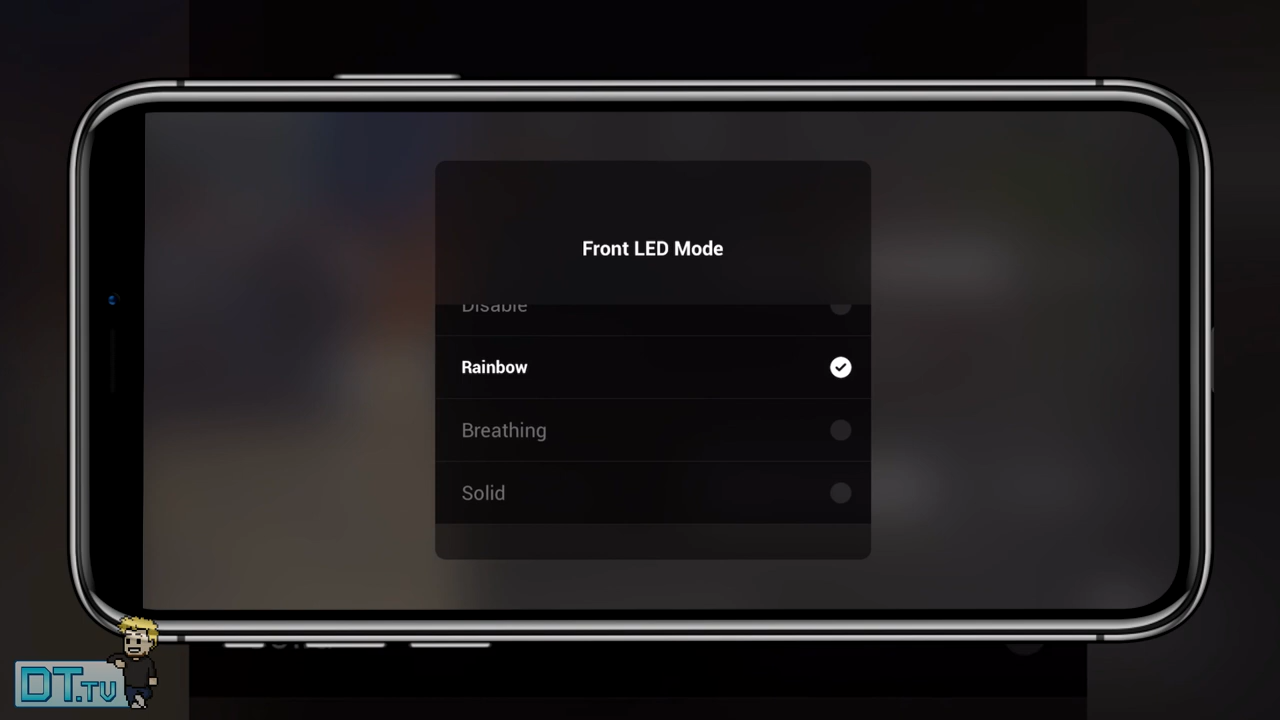 Front LED Mode
Disable
Rainbow
Breathing
Solid
DT.TV